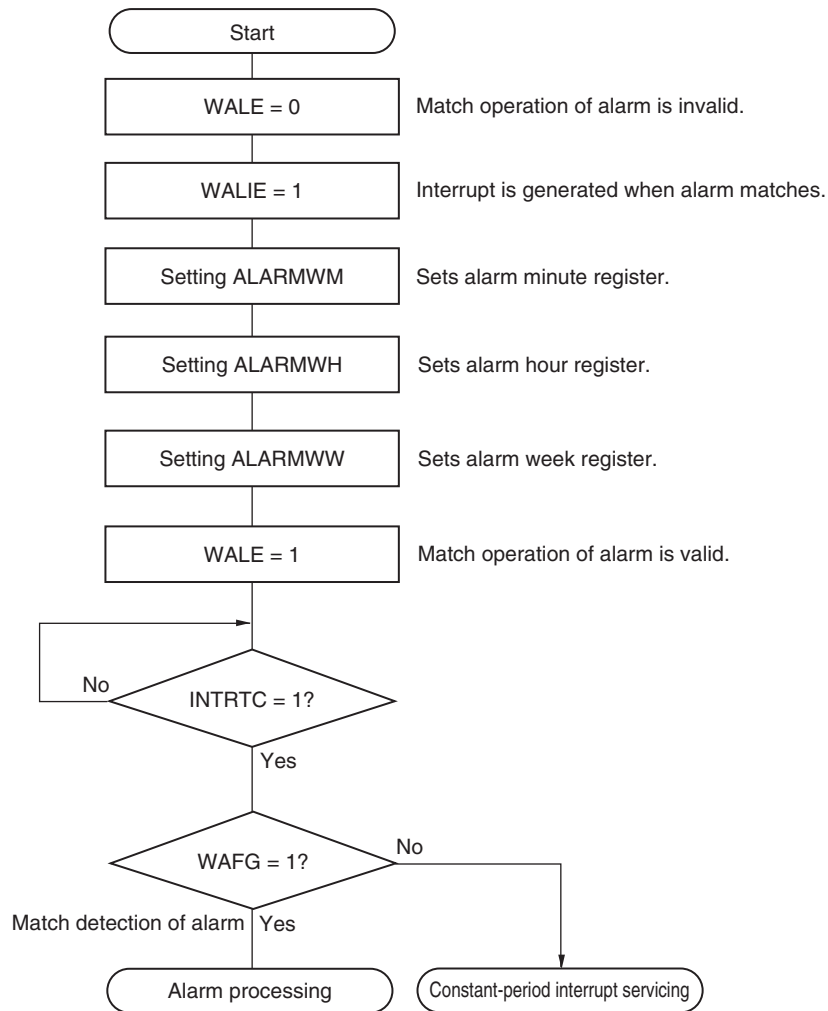 Start
WALE = 0
Match operation of alarm is invalid.
WALIE = 1
Interrupt is generated when alarm matches.
Setting ALARMWM
Sets alarm minute register.
Setting ALARMWH
Sets alarm hour register.
Setting ALARMWW
Sets alarm week register.
WALE = 1
Match operation of alarm is valid.
No
INTRTC = 1?
Yes
WAFG = 1?
No
Match detection of alarm
Yes
Alarm processing
Constant-period interrupt servicing